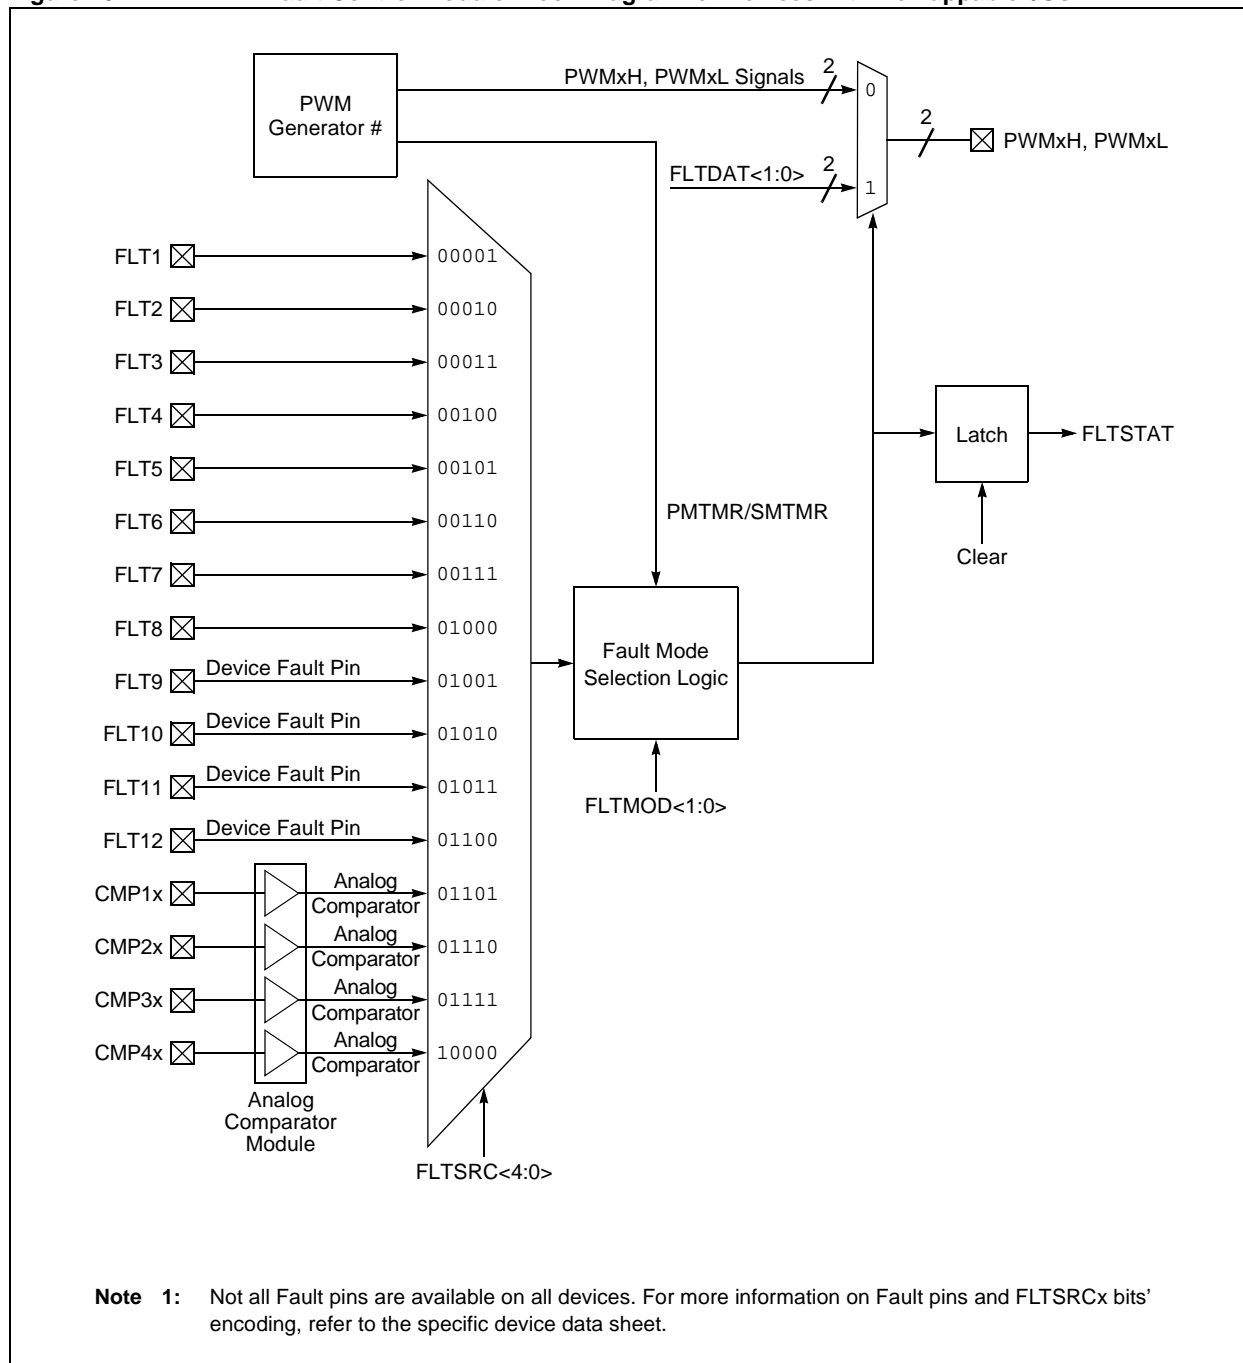 PWM
Generator #
PWMxH, PWMxL Signals
2
0
2
PWMxH, PWMxL
FLTDAT<1:0>
2
1
FLT1
00001
FLT2
00010
FLT3
00011
FLT4
00100
FLT5
00101
FLT6
00110
FLT7
00111
FLT8
01000
FLT9
Device Fault Pin
01001
FLT10
Device Fault Pin
01010
FLT11
Device Fault Pin
01011
FLT12
Device Fault Pin
01100
CMP1x
Analog
Comparator
01101
CMP2x
Analog
Comparator
01110
CMP3x
Analog
Comparator
01111
CMP4x
Analog
Comparator
10000
Analog
Comparator
Module
FLTSRC<4:0>
PMTMR/SMTMR
Fault Mode
Selection Logic
FLTMOD<1:0>
Latch
FLTSTAT
Clear
Note 1: Not all Fault pins are available on all devices. For more information on Fault pins and FLTSRCx bits'
encoding, refer to the specific device data sheet.